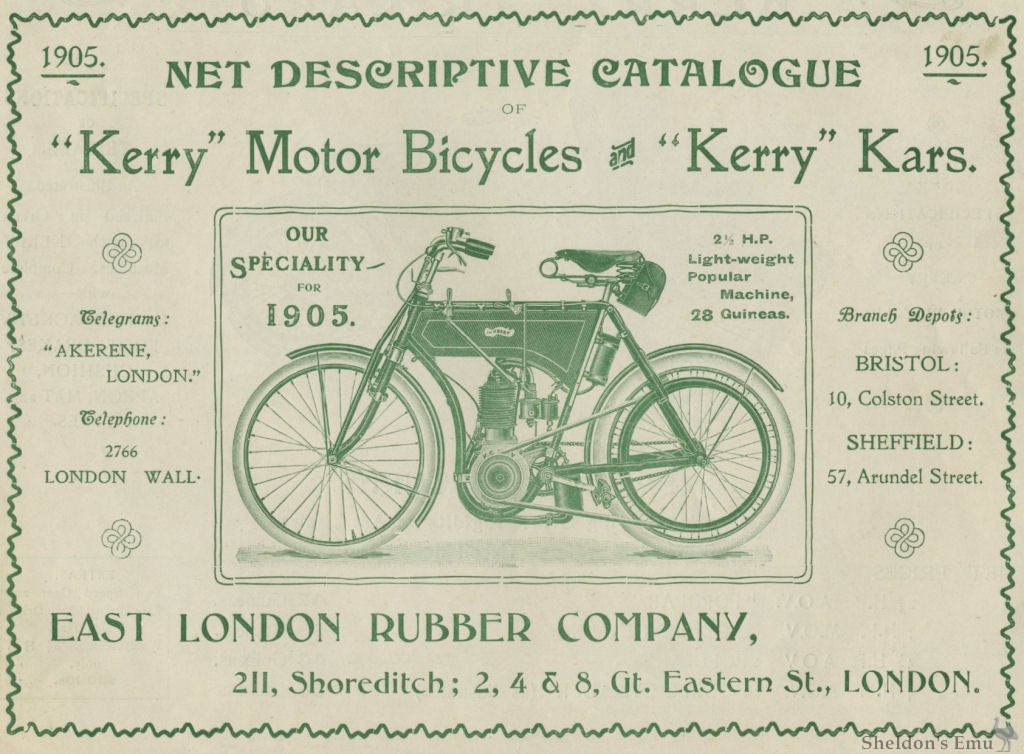 1905.
1905.
NET DESCRIPTIVE CATALOGUE
OF
"Kerry" Motor Bicycles and "Kerry" Kars.
OUR
SPECIALITY
FOR
1905.
2½ H.P.
Light-weight
Popular
Machine,
28 Guineas.
KERRY
Telegrams:
"AKERENF,
LONDON."
Telephone:
2766
LONDON WALL.
Branch Depots:
BRISTOL:
10, Colston Street.
SHEFFIELD:
57, Arundel Street.
EAST LONDON RUBBER COMPANY,
211, Shoreditch; 2, 4 & 8, Gt. Eastern St., LONDON.
Sheldon's Emu